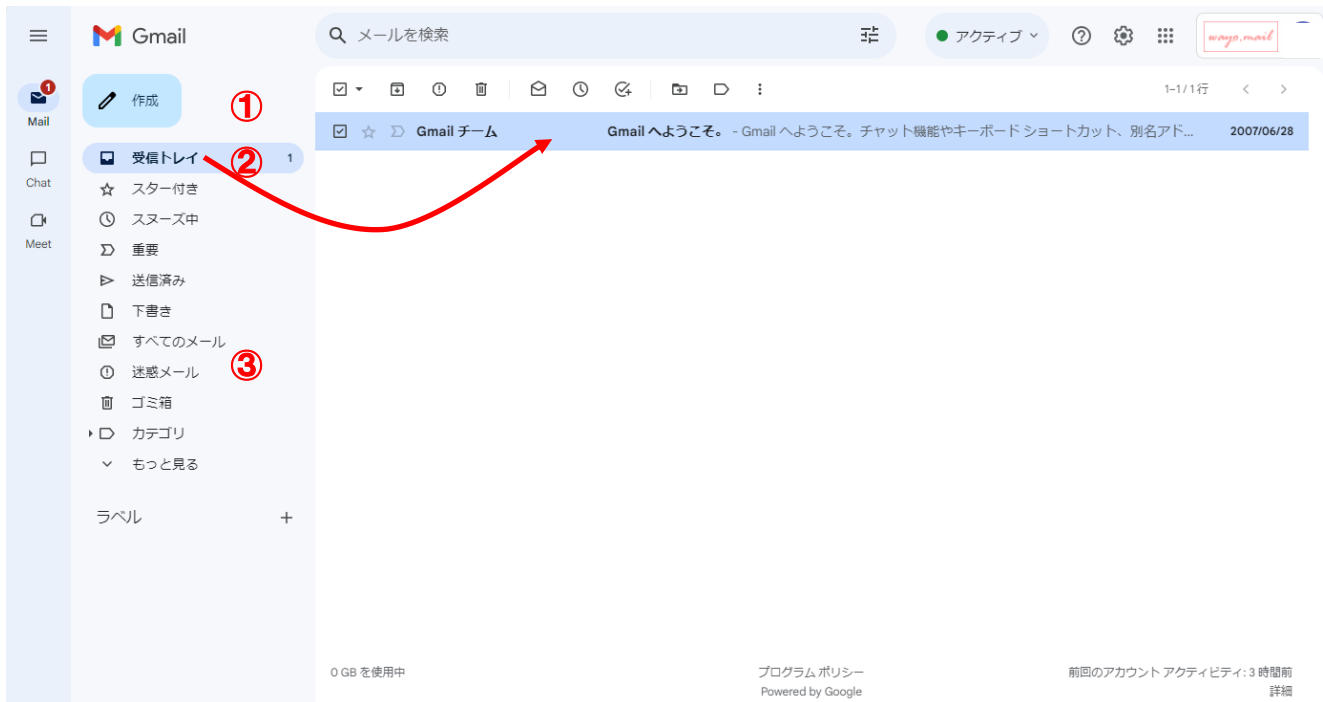 Gmail
メールを検索
アクティブ
wayo,mail
1
Mail
Chat
Meet
作成
①
受信トレイ
②
1
スター付き
スヌーズ中
重要
送信済み
下書き
すべてのメール
③
迷惑メール
ゴミ箱
カテゴリ
もっと見る
ラベル
1–1/1行
Gmail チーム Gmail へようこそ。 - Gmail へようこそ。チャット機能やキーボード ショートカット、別名アド... 2007/06/28
0 GB を使用中
プログラム ポリシー
Powered by Google
前回のアカウント アクティビティ: 3 時間前
詳細